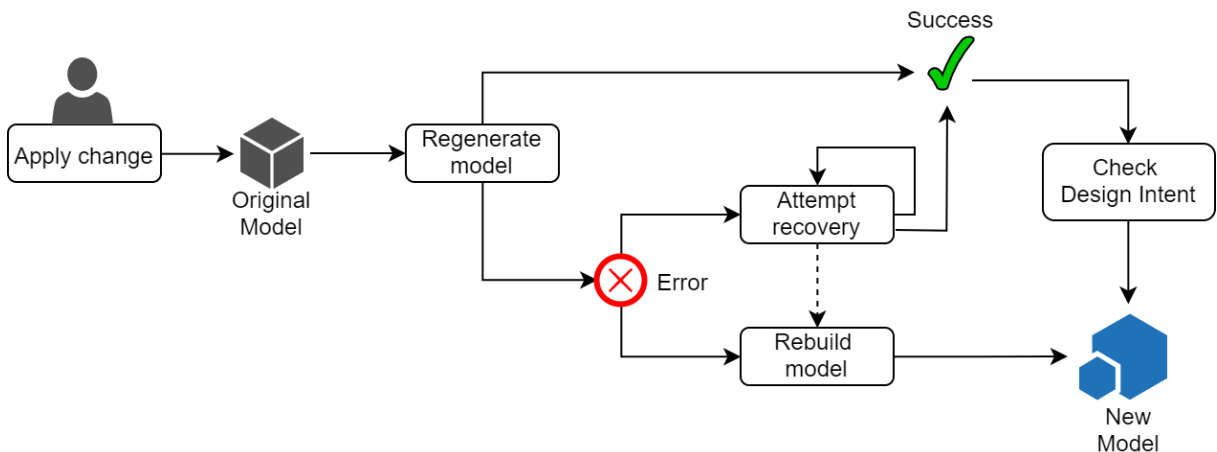 Success
Apply change
Original
Model
Regenerate
model
Check
Design Intent
Attempt
recovery
Error
Rebuild
model
New
Model